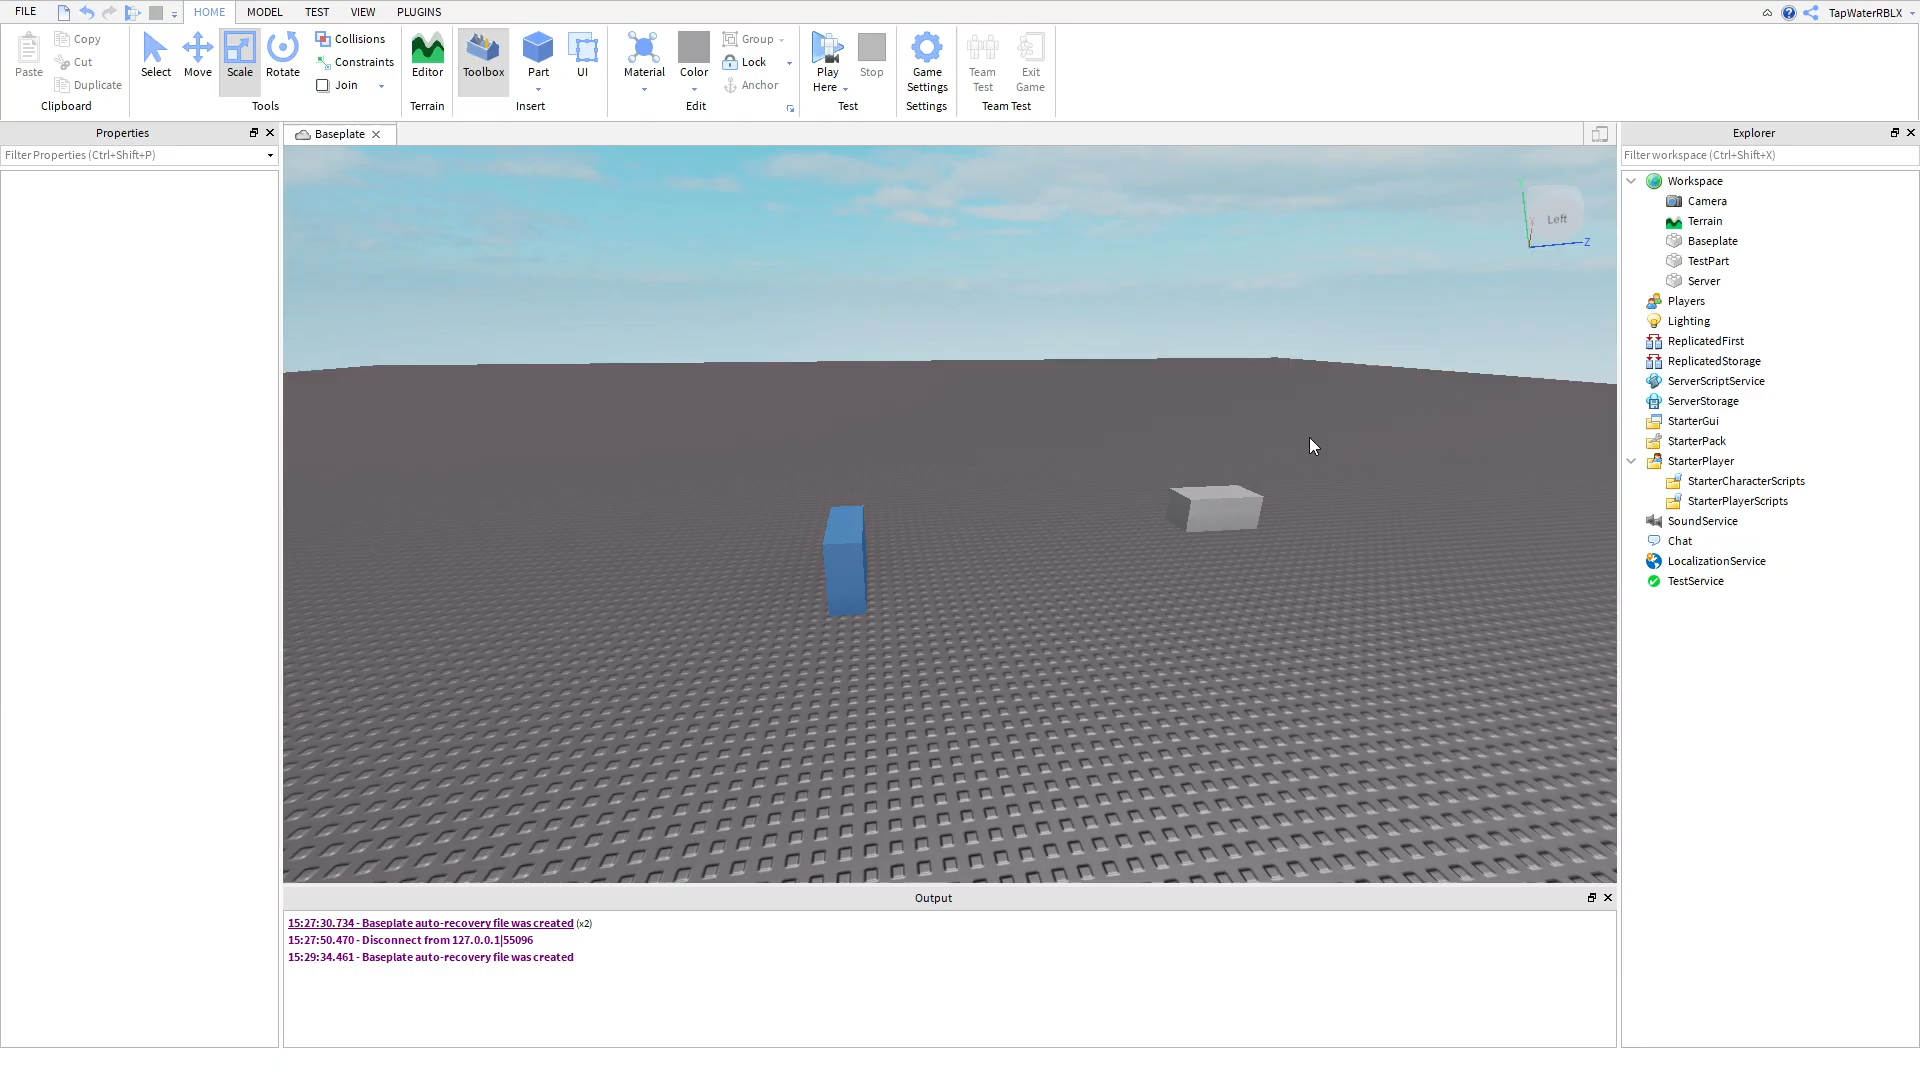 FILE
HOME
MODEL
TEST
VIEW
PLUGINS
TapWaterRBLX
Paste
Copy
Cut
Duplicate
Clipboard
Select
Move
Scale
Rotate
Collisions
Constraints
Join
Tools
Editor
Terrain
Toolbox
Part
UI
Insert
Material
Color
Group
Lock
Anchor
Edit
Play
Here
Stop
Test
Game
Settings
Settings
Team
Test
Exit
Game
Team Test
Properties
Filter Properties (Ctrl+Shift+P)
Baseplate
Left
Z
Y
Output
15:27:30.734 - Baseplate auto-recovery file was created (x2)
15:27:50.470 - Disconnect from 127.0.0.1|55096
15:29:34.461 - Baseplate auto-recovery file was created
Explorer
Filter workspace (Ctrl+Shift+X)
Workspace
Camera
Terrain
Baseplate
TestPart
Server
Players
Lighting
ReplicatedFirst
ReplicatedStorage
ServerScriptService
ServerStorage
StarterGui
StarterPack
StarterPlayer
StarterCharacterScripts
StarterPlayerScripts
SoundService
Chat
LocalizationService
TestService